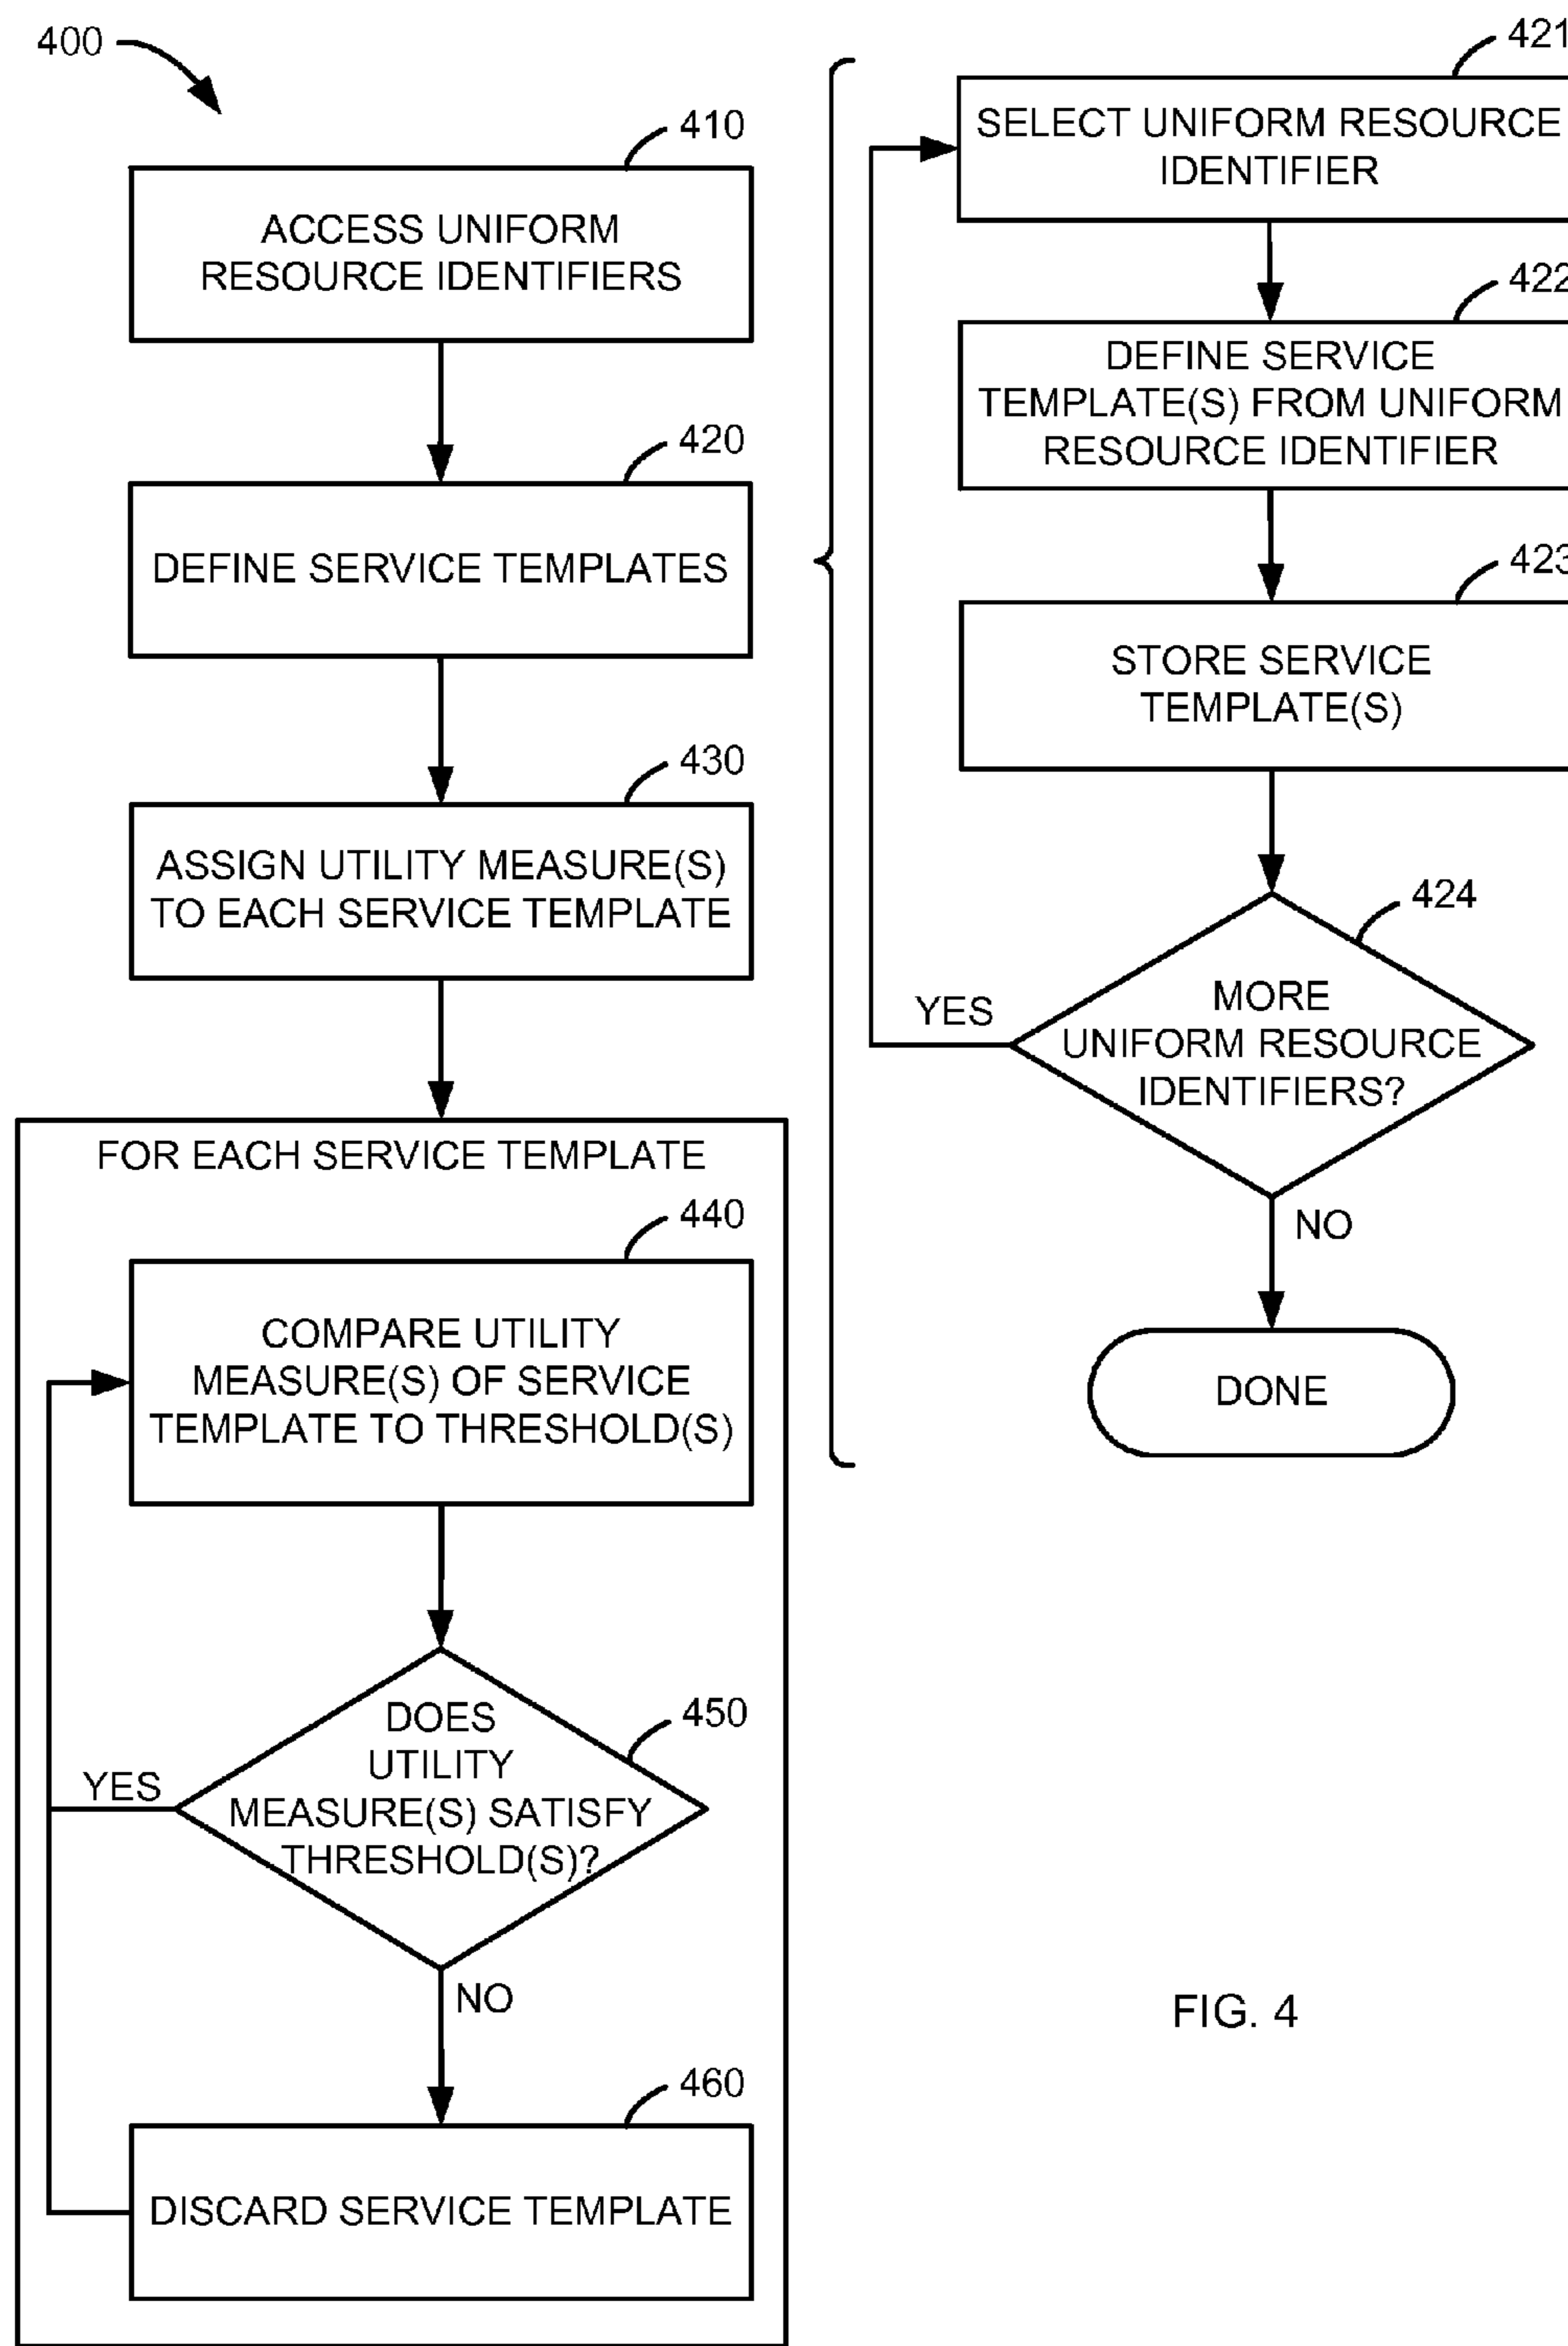 400
410
ACCESS UNIFORM
RESOURCE IDENTIFIERS
420
DEFINE SERVICE TEMPLATES
430
ASSIGN UTILITY MEASURE(S)
TO EACH SERVICE TEMPLATE
FOR EACH SERVICE TEMPLATE
440
COMPARE UTILITY
MEASURE(S) OF SERVICE
TEMPLATE TO THRESHOLD(S)
450
DOES
UTILITY
MEASURE(S) SATISFY
THRESHOLD(S)?
YES
NO
460
DISCARD SERVICE TEMPLATE
421
SELECT UNIFORM RESOURCE
IDENTIFIER
422
DEFINE SERVICE
TEMPLATE(S) FROM UNIFORM
RESOURCE IDENTIFIER
423
STORE SERVICE
TEMPLATE(S)
424
MORE
UNIFORM RESOURCE
IDENTIFIERS?
YES
NO
DONE
FIG. 4